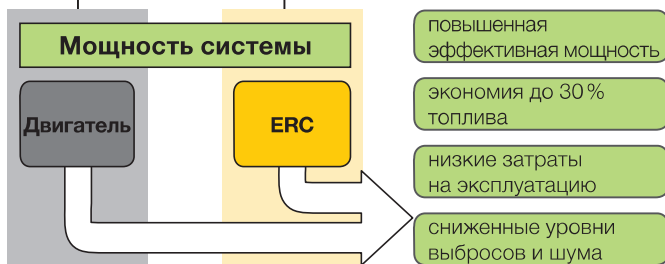 Мощность системы
Двигатель
ERC
повышенная
эффективная мощность
экономия до 30 %
топлива
низкие затраты
на эксплуатацию
сниженные уровни
выбросов и шума